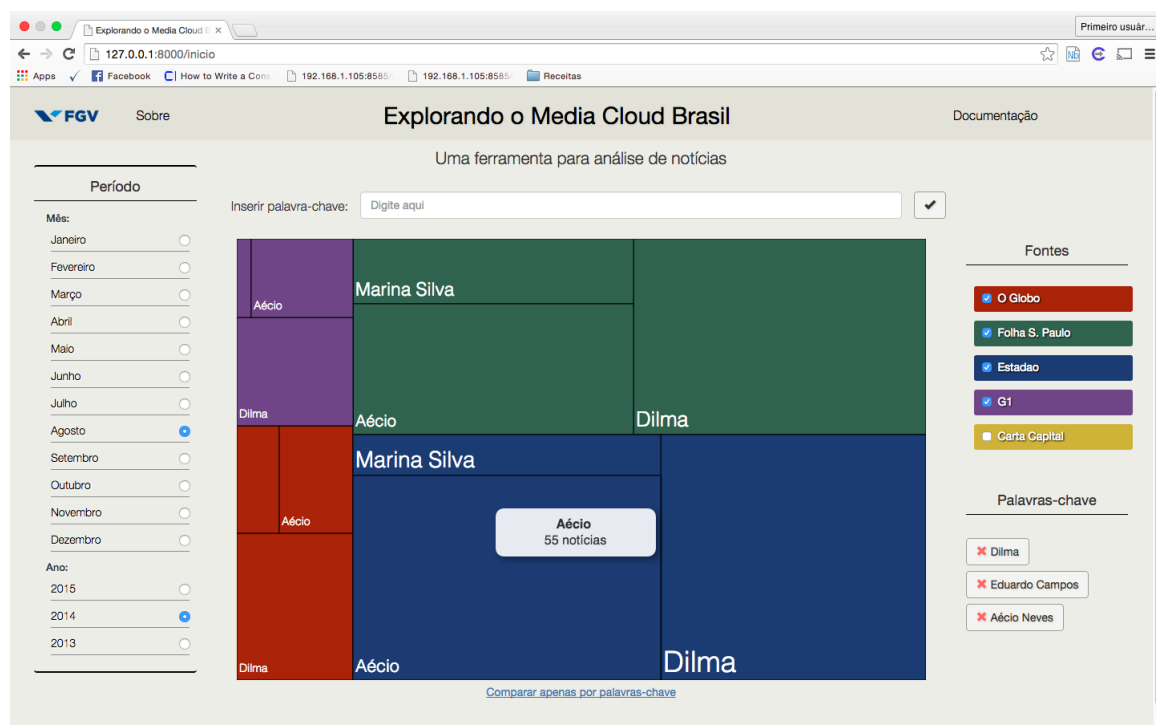 Explorando o Media Cloud B
Primeiro usuár...
127.0.0.1:8000/inicio
Apps Facebook How to Write a Cons 192.168.1.105:8585/ 192.168.1.105:8585/ Receitas
FGV Sobre Explorando o Media Cloud Brasil Documentação
Uma ferramenta para análise de notícias
Período
Mês:
Janeiro
Fevereiro
Março
Abril
Maio
Junho
Julho
Agosto
Setembro
Outubro
Novembro
Dezembro
Ano:
2015
2014
2013
Inserir palavra-chave: Digite aqui
Aécio
Dilma
Marina Silva
Aécio
Dilma
Aécio
Dilma
Marina Silva
Aécio
55 notícias
Aécio
Dilma
Comparar apenas por palavras-chave
Fontes
O Globo
Folha S. Paulo
Estadao
G1
Carta Capital
Palavras-chave
Dilma
Eduardo Campos
Aécio Neves